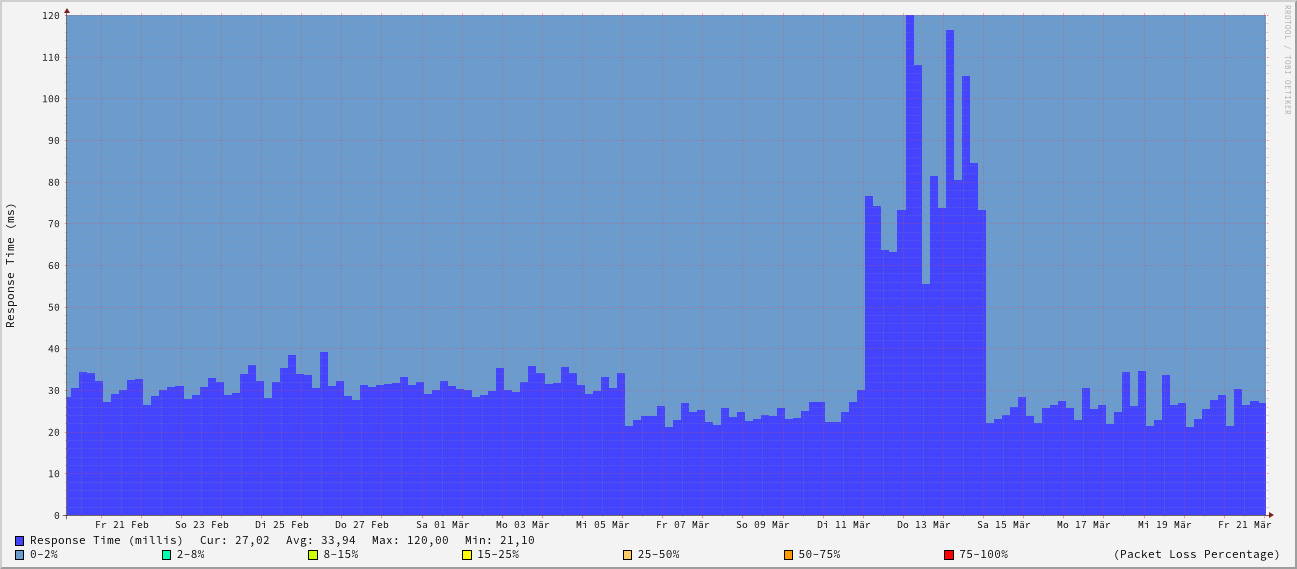 RRDTOOL / TOBI OETIKER
Response Time (ms)
120
110
100
90
80
70
60
50
40
30
20
10
0
Fr 21 Feb So 23 Feb Di 25 Feb Do 27 Feb Sa 01 Mär Mo 03 Mär Mi 05 Mär Fr 07 Mär So 09 Mär Di 11 Mär Do 13 Mär Sa 15 Mär Mo 17 Mär Mi 19 Mär Fr 21 Mär
Response Time (millis) Cur: 27,02 Avg: 33,94 Max: 120,00 Min: 21,10
0-2% 2-8% 8-15% 15-25% 25-50% 50-75% 75-100% (Packet Loss Percentage)